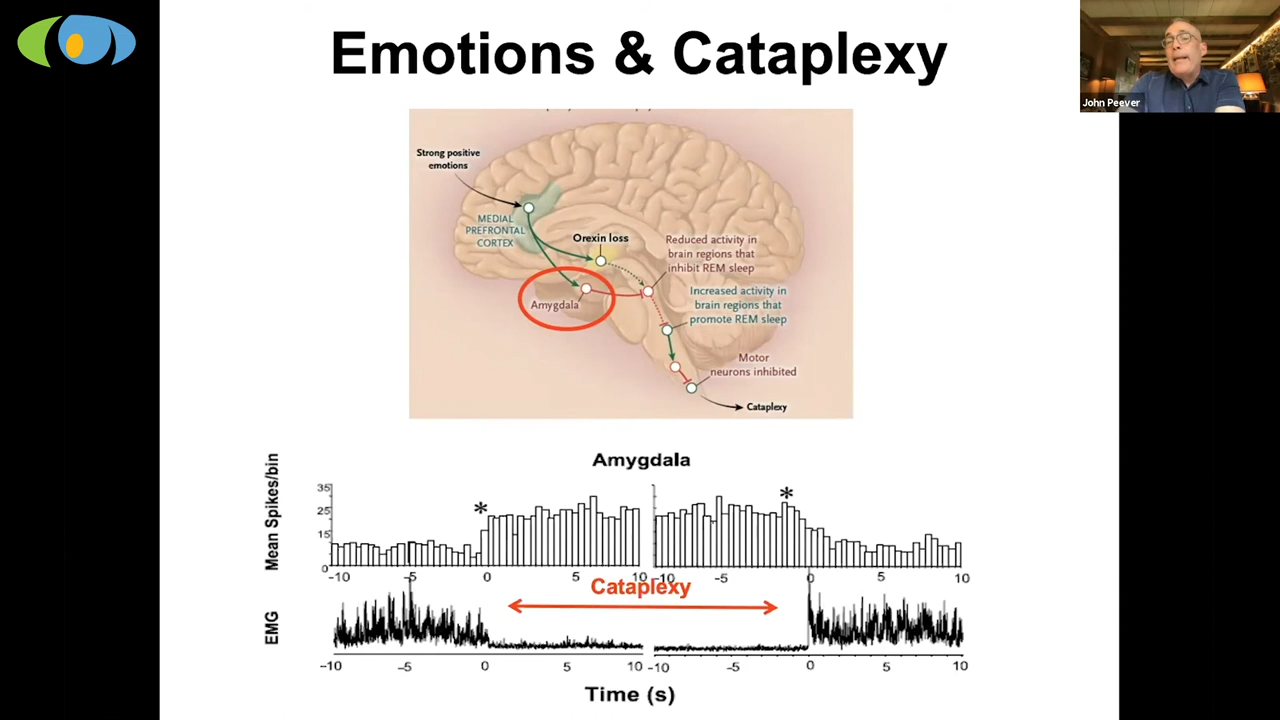 Emotions & Cataplexy
John Peever
Strong positive
emotions
MEDIAL
PREFRONTAL
CORTEX
Orexin loss
Reduced activity in
brain regions that
inhibit REM sleep
Amygdala
Increased activity in
brain regions that
promote REM sleep
Motor
neurons inhibited
Cataplexy
Amygdala
Mean Spikes/bin
35
25
15
0
-10 -5 0 5 10 -10 -5 0 5 10
Cataplexy
EMG
-10 -5 0 5 10 -10 -5 0 5 10
Time (s)